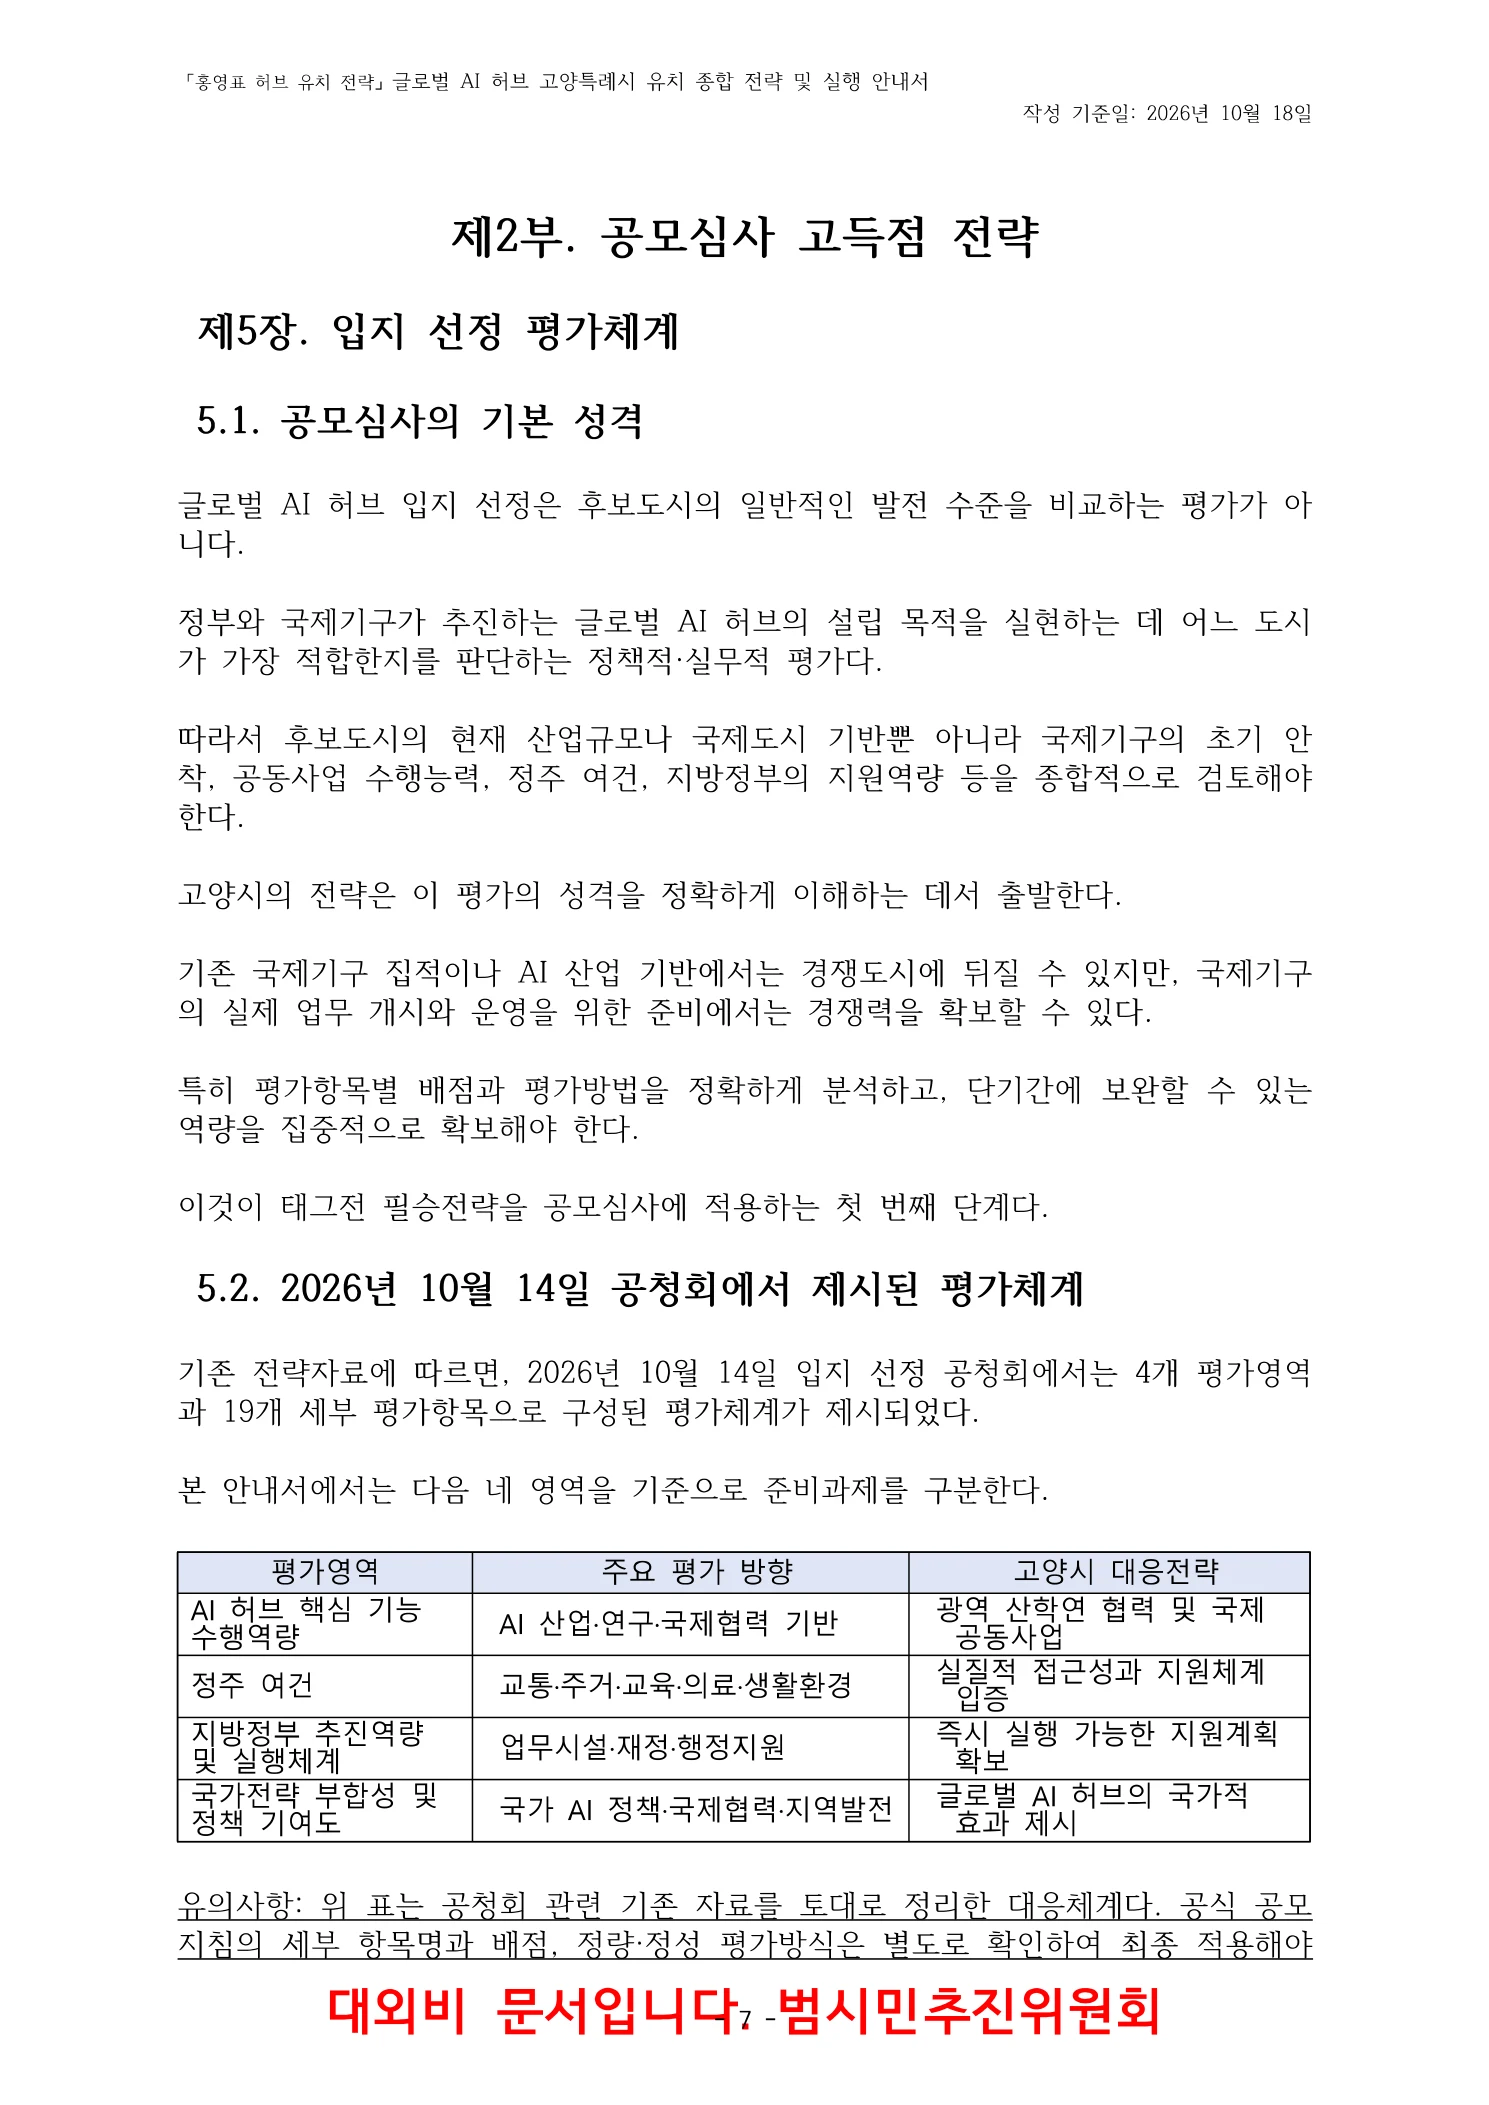 「홍영표 허브 유치 전략」 글로벌 AI 허브 고양특례시 유치 종합 전략 및 실행 안내서
작성 기준일: 2026년 10월 18일
제2부. 공모심사 고득점 전략
제5장. 입지 선정 평가체계
5.1. 공모심사의 기본 성격
글로벌 AI 허브 입지 선정은 후보도시의 일반적인 발전 수준을 비교하는 평가가 아
니다.
정부와 국제기구가 추진하는 글로벌 AI 허브의 설립 목적을 실현하는 데 어느 도시
가 가장 적합한지를 판단하는 정책적·실무적 평가다.
따라서 후보도시의 현재 산업규모나 국제도시 기반뿐 아니라 국제기구의 초기 안
착, 공동사업 수행능력, 정주 여건, 지방정부의 지원역량 등을 종합적으로 검토해야
한다.
고양시의 전략은 이 평가의 성격을 정확하게 이해하는 데서 출발한다.
기존 국제기구 집적이나 AI 산업 기반에서는 경쟁도시에 뒤질 수 있지만, 국제기구
의 실제 업무 개시와 운영을 위한 준비에서는 경쟁력을 확보할 수 있다.
특히 평가항목별 배점과 평가방법을 정확하게 분석하고, 단기간에 보완할 수 있는
역량을 집중적으로 확보해야 한다.
이것이 태그전 필승전략을 공모심사에 적용하는 첫 번째 단계다.
5.2. 2026년 10월 14일 공청회에서 제시된 평가체계
기존 전략자료에 따르면, 2026년 10월 14일 입지 선정 공청회에서는 4개 평가영역
과 19개 세부 평가항목으로 구성된 평가체계가 제시되었다.
본 안내서에서는 다음 네 영역을 기준으로 준비과제를 구분한다.
평가영역 주요 평가 방향 고양시 대응전략
AI 허브 핵심 기능
수행역량
AI 산업·연구·국제협력 기반
광역 산학연 협력 및 국제
공동사업
정주 여건
교통·주거·교육·의료·생활환경
실질적 접근성과 지원체계
입증
지방정부 추진역량
및 실행체계
업무시설·재정·행정지원
즉시 실행 가능한 지원계획
확보
국가전략 부합성 및
정책 기여도
국가 AI 정책·국제협력·지역발전
글로벌 AI 허브의 국가적
효과 제시
유의사항: 위 표는 공청회 관련 기존 자료를 토대로 정리한 대응체계다. 공식 공모
지침의 세부 항목명과 배점, 정량·정성 평가방식은 별도로 확인하여 최종 적용해야
대외비 문서입니다. 범시민추진위원회
- 7 -